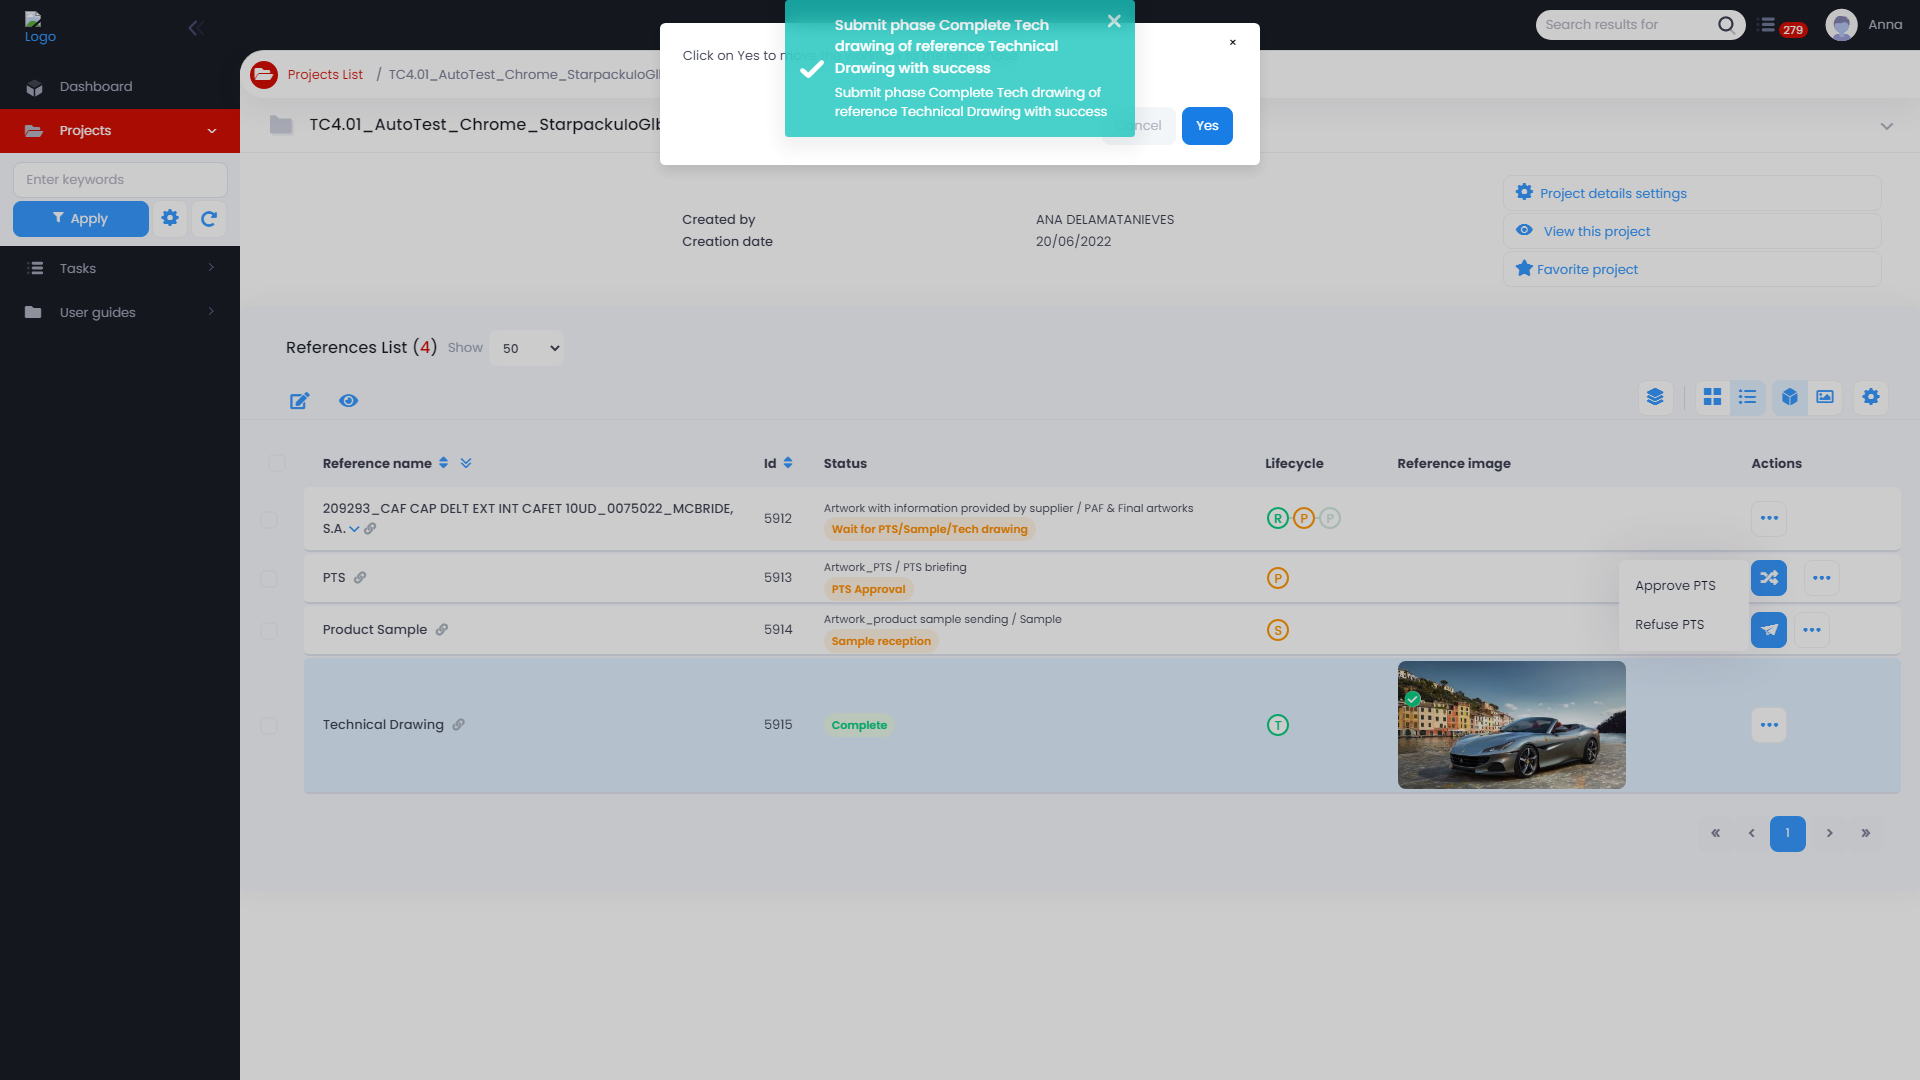 Logo
Dashboard
Projects
Enter keywords
Apply
Tasks
User guides
Search results for
279
Anna
Projects List / TC4.01_AutoTest_Chrome_StarpackuIoGIl
TC4.01_AutoTest_Chrome_StarpackuIoGIb
Click on Yes to move
Yes
×
Submit phase Complete Tech
drawing of reference Technical
Drawing with success
Submit phase Complete Tech drawing of
reference Technical Drawing with success
Created by ANA DELAMATANIEVES
Creation date 20/06/2022
Project details settings
View this project
Favorite project
References List (4) Show 50
Reference name Id Status Lifecycle Reference image Actions
209293_CAF CAP DELT EXT INT CAFET 10UD_0075022_MCBRIDE,
S.A.
5912
Artwork with information provided by supplier / PAF & Final artworks
Wait for PTS/Sample/Tech drawing
R P P
PTS
5913
Artwork_PTS / PTS briefing
PTS Approval
P
Approve PTS
Refuse PTS
Product Sample
5914
Artwork_product sample sending / Sample
Sample reception
S
Technical Drawing
5915
Complete
T
« ‹ 1 › »